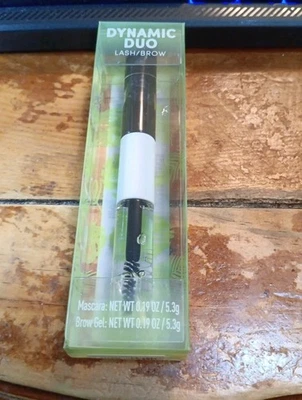 DYNAMIC
DUO
LASH/BROW
Mascara: NET WT 0.19 OZ / 5.3g
Brow Gel: NET WT 0.19 OZ / 5.3g